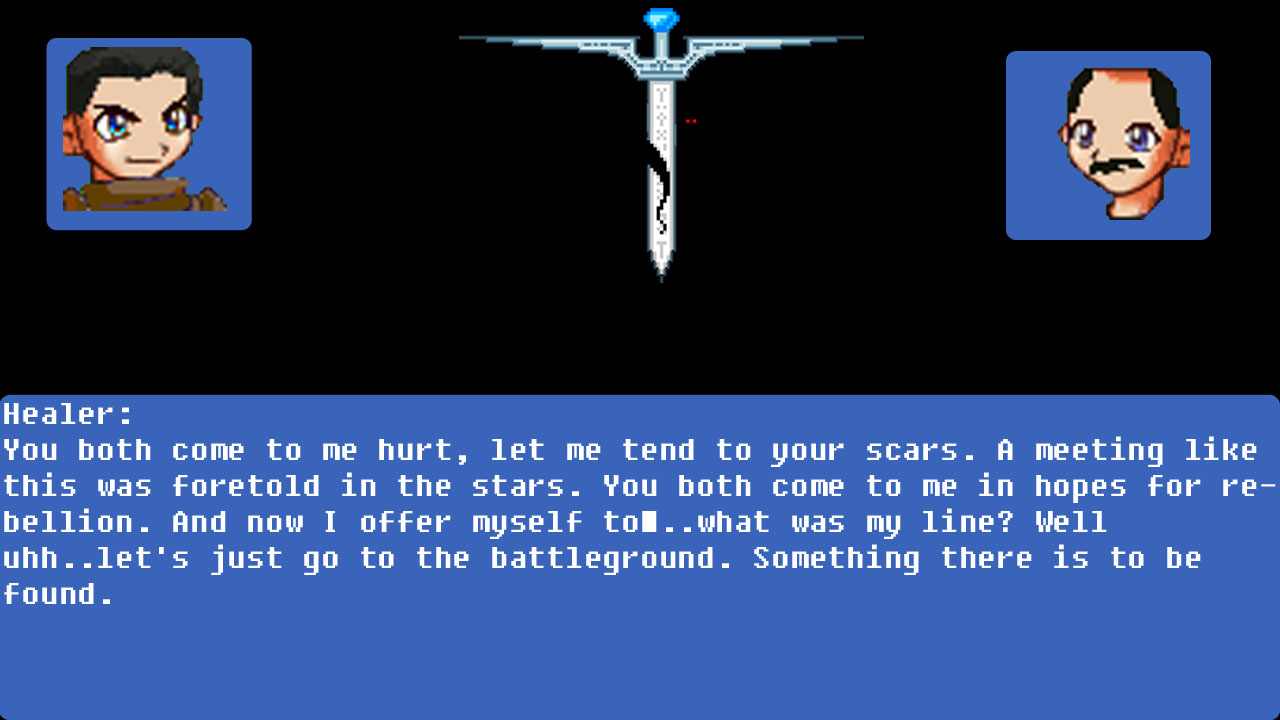 Healer:
You both come to me hurt, let me tend to your scars. A meeting like
this was foretold in the stars. You both come to me in hopes for re-
bellion. And now I offer myself to█..what was my line? Well
uhh..let's just go to the battleground. Something there is to be
found.